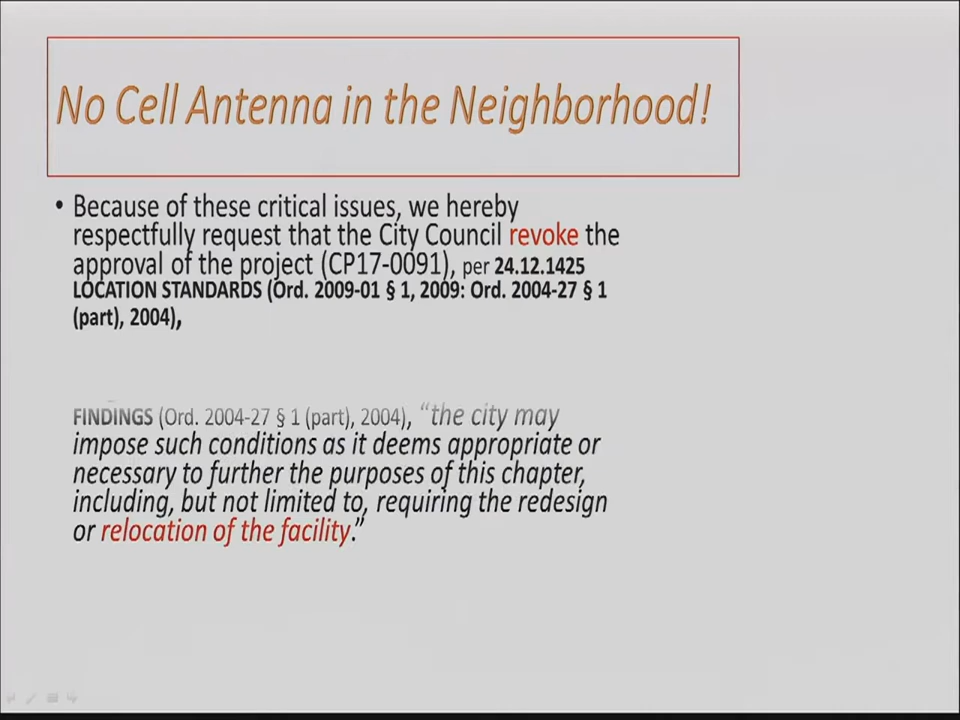 No Cell Antenna in the Neighborhood!
• Because of these critical issues, we hereby
respectfully request that the City Council revoke the
approval of the project (CP17-0091), per 24.12.1425
LOCATION STANDARDS (Ord. 2009-01 § 1, 2009: Ord. 2004-27 § 1
(part), 2004),
FINDINGS (Ord. 2004-27 § 1 (part), 2004), “the city may
impose such conditions as it deems appropriate or
necessary to further the purposes of this chapter,
including, but not limited to, requiring the redesign
or relocation of the facility.”